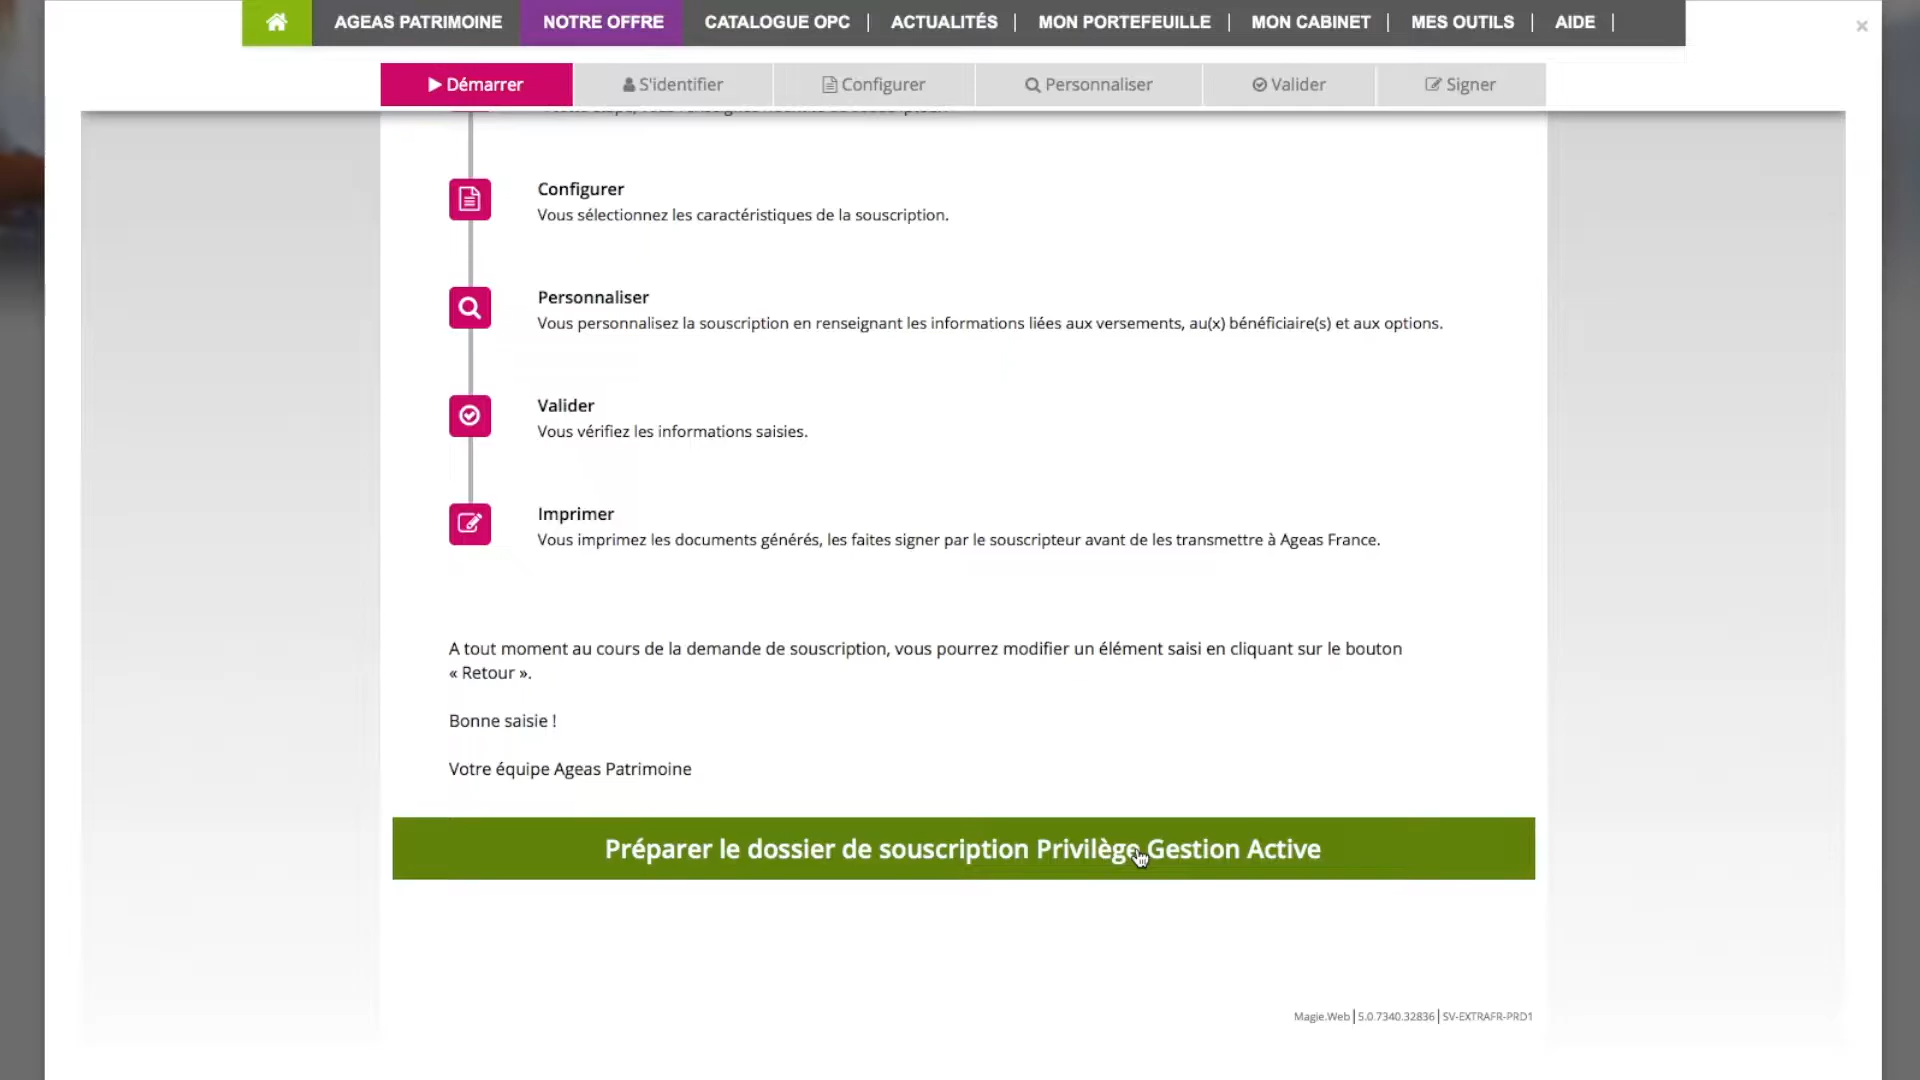 AGEAS PATRIMOINE
NOTRE OFFRE
CATALOGUE OPC
ACTUALITÉS
MON PORTEFEUILLE
MON CABINET
MES OUTILS
AIDE
Démarrer
S'identifier
Configurer
Personnaliser
Valider
Signer
Configurer
Vous sélectionnez les caractéristiques de la souscription.
Personnaliser
Vous personnalisez la souscription en renseignant les informations liées aux versements, au(x) bénéficiaire(s) et aux options.
Valider
Vous vérifiez les informations saisies.
Imprimer
Vous imprimez les documents générés, les faites signer par le souscripteur avant de les transmettre à Ageas France.
A tout moment au cours de la demande de souscription, vous pourrez modifier un élément saisi en cliquant sur le bouton
« Retour ».
Bonne saisie !
Votre équipe Ageas Patrimoine
Préparer le dossier de souscription Privilège Gestion Active
Magie.Web | 5.0.7340.32836 | SV-EXTRAFR-PRD1